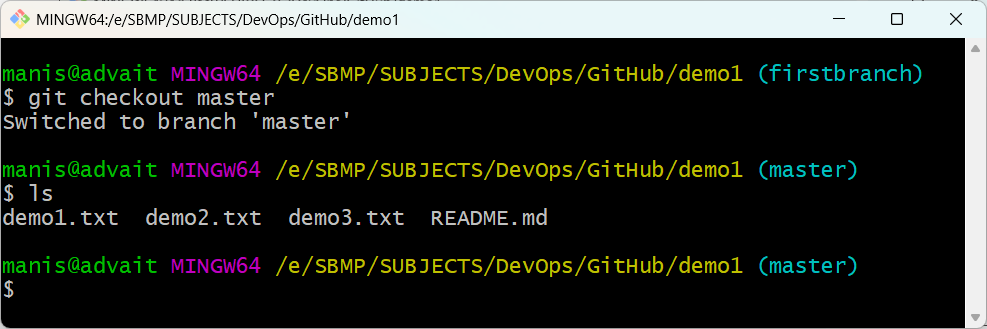 MINGW64:/e/SBMP/SUBJECTS/DevOps/GitHub/demo1
manis@advait MINGW64 /e/SBMP/SUBJECTS/DevOps/GitHub/demo1 (firstbranch)
$ git checkout master
Switched to branch 'master'
manis@advait MINGW64 /e/SBMP/SUBJECTS/DevOps/GitHub/demo1 (master)
$ ls
demo1.txt  demo2.txt  demo3.txt  README.md
manis@advait MINGW64 /e/SBMP/SUBJECTS/DevOps/GitHub/demo1 (master)
$